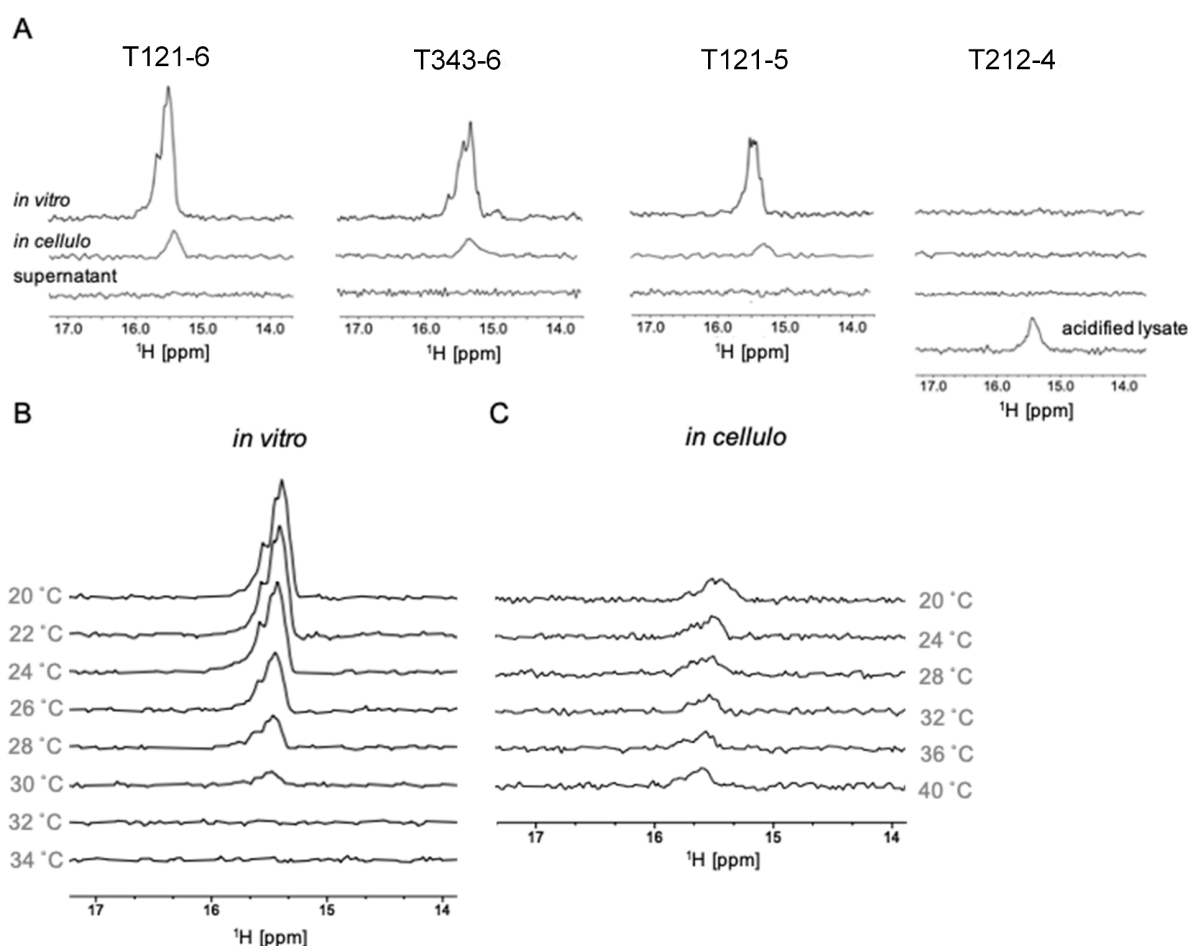 A
T121-6 T343-6 T121-5 T212-4
in vitro
in cellulo
supernatant
acidified lysate
17.0 16.0 15.0 14.0 17.0 16.0 15.0 14.0 17.0 16.0 15.0 14.0
¹H [ppm] ¹H [ppm] ¹H [ppm]
17.0 16.0 15.0 14.0
¹H [ppm]
B
in vitro
20 ˚C
22 ˚C
24 ˚C
26 ˚C
28 ˚C
30 ˚C
32 ˚C
34 ˚C
17 16 15 14
¹H [ppm]
C
in cellulo
20 ˚C
24 ˚C
28 ˚C
32 ˚C
36 ˚C
40 ˚C
17 16 15 14
¹H [ppm]